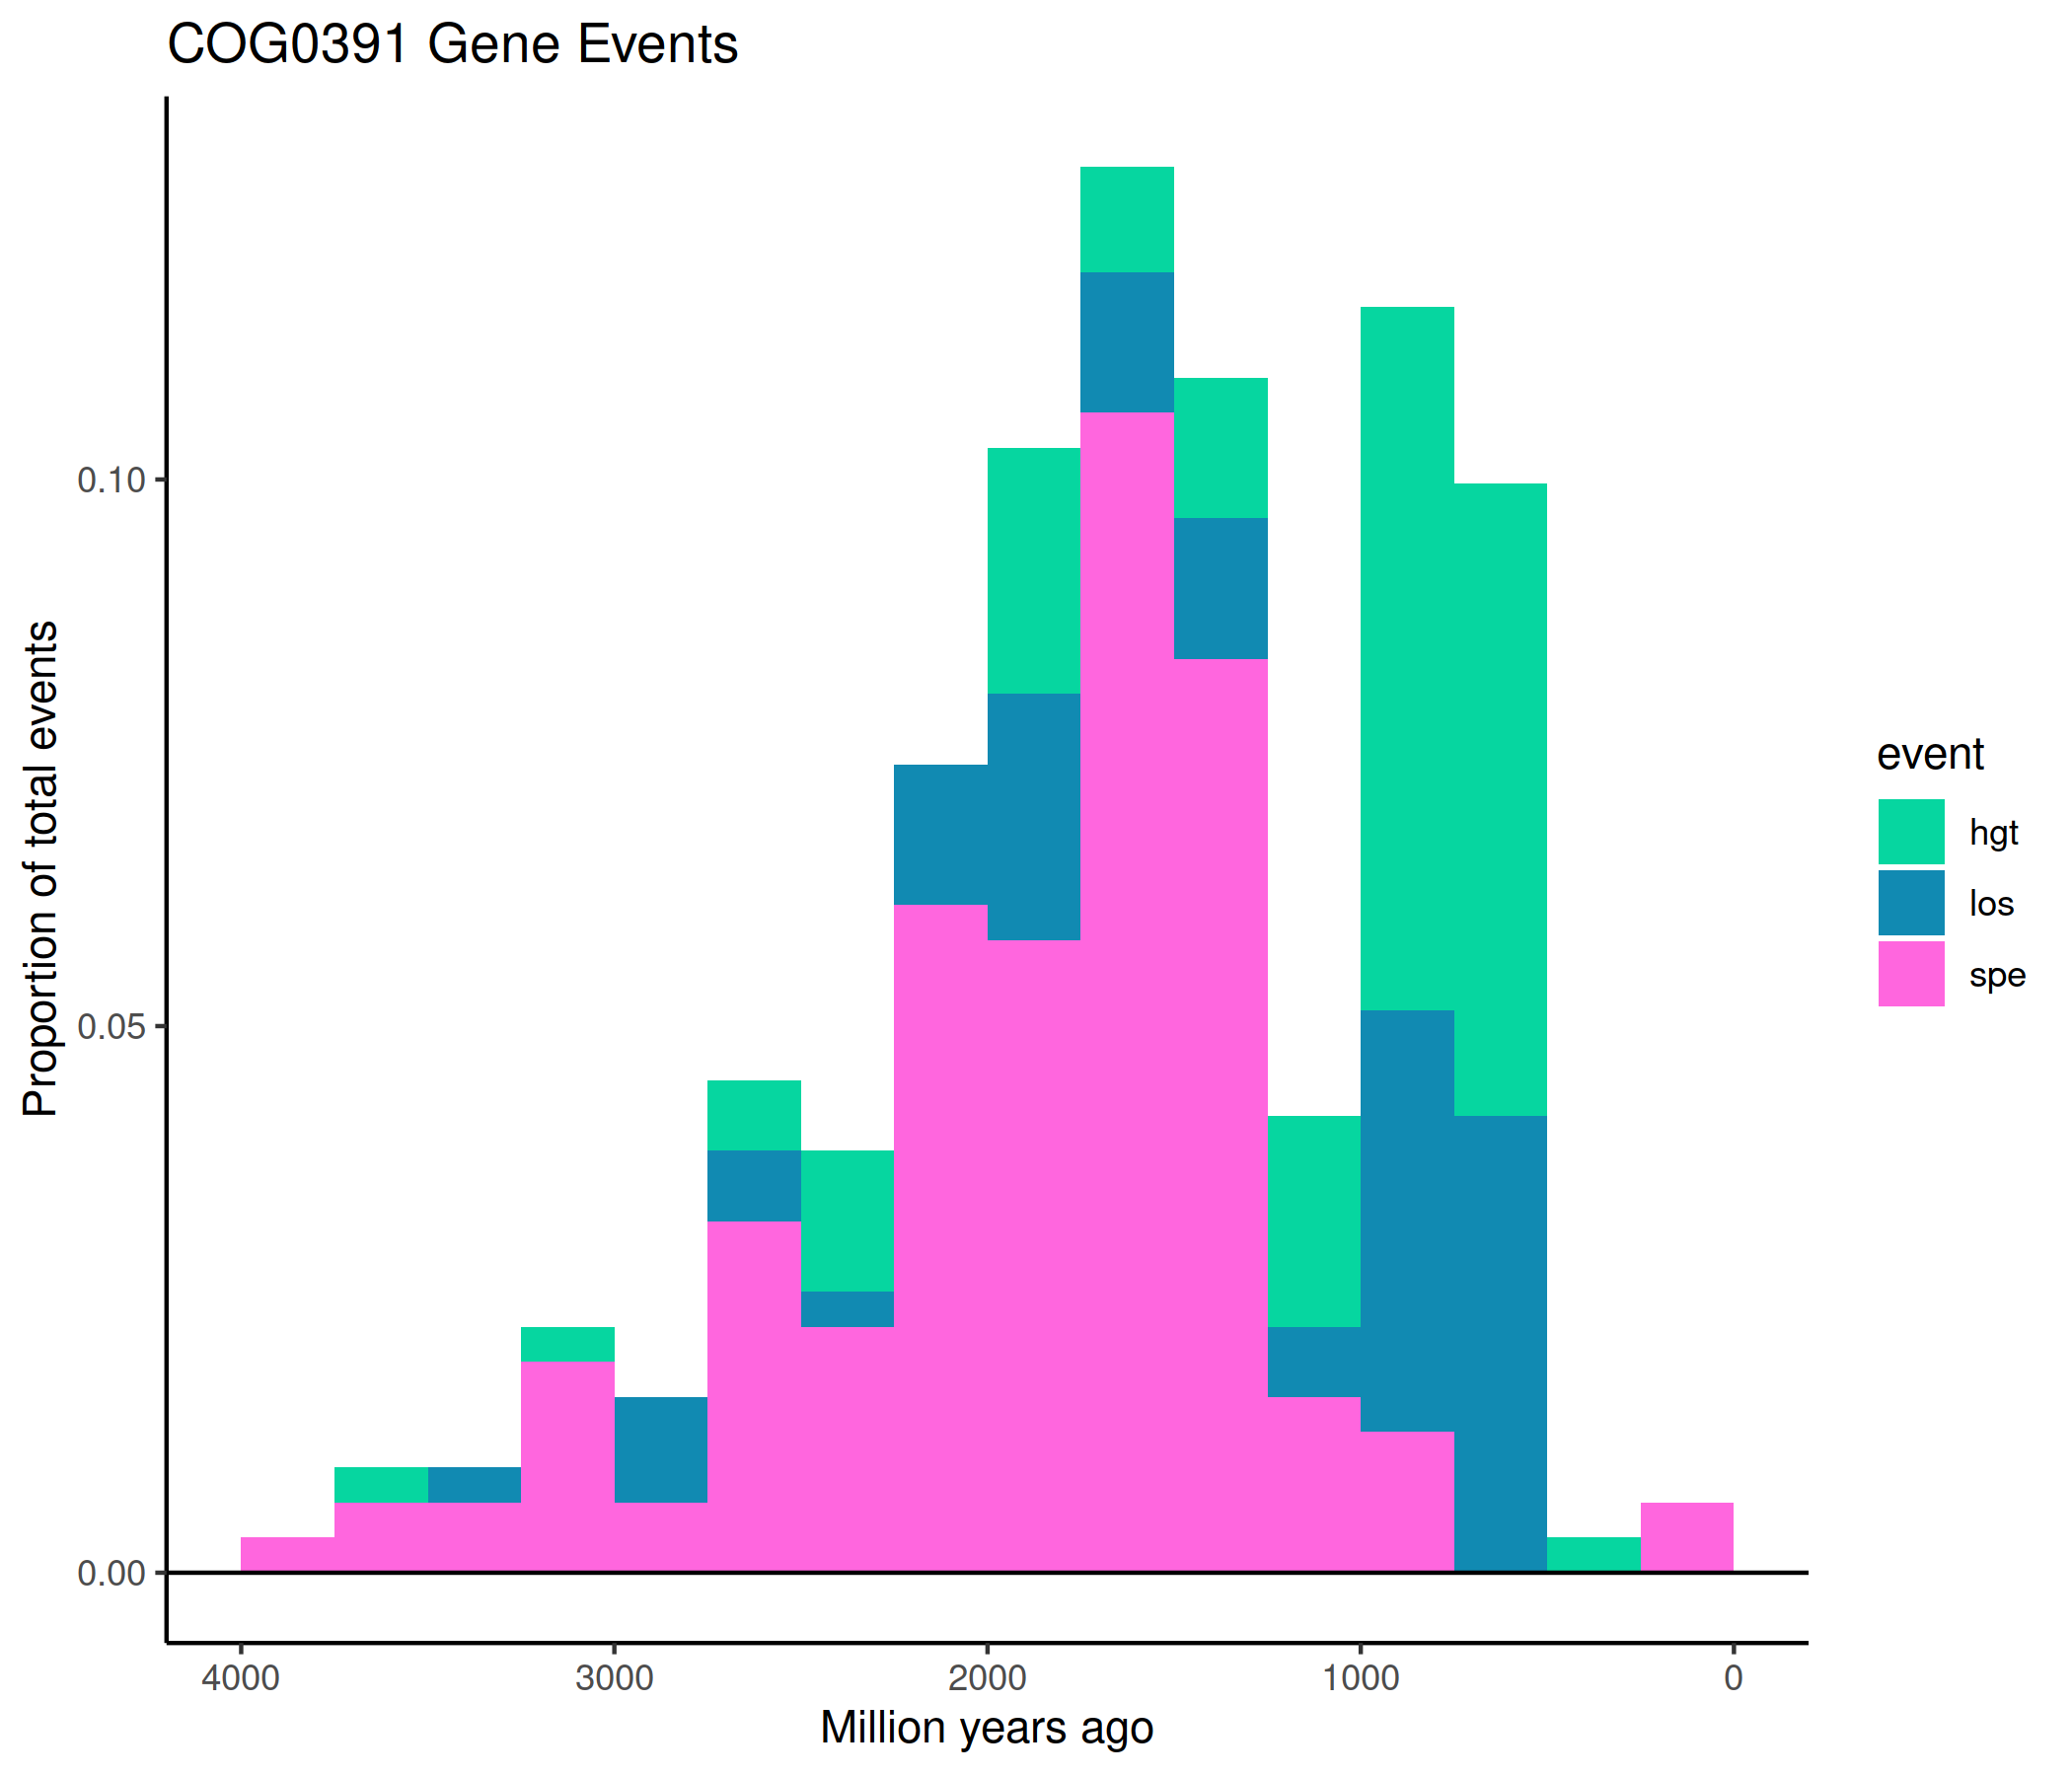 COG0391 Gene Events
Proportion of total events
0.10
0.05
0.00
4000 3000 2000 1000 0
Million years ago
event
hgt
los
spe